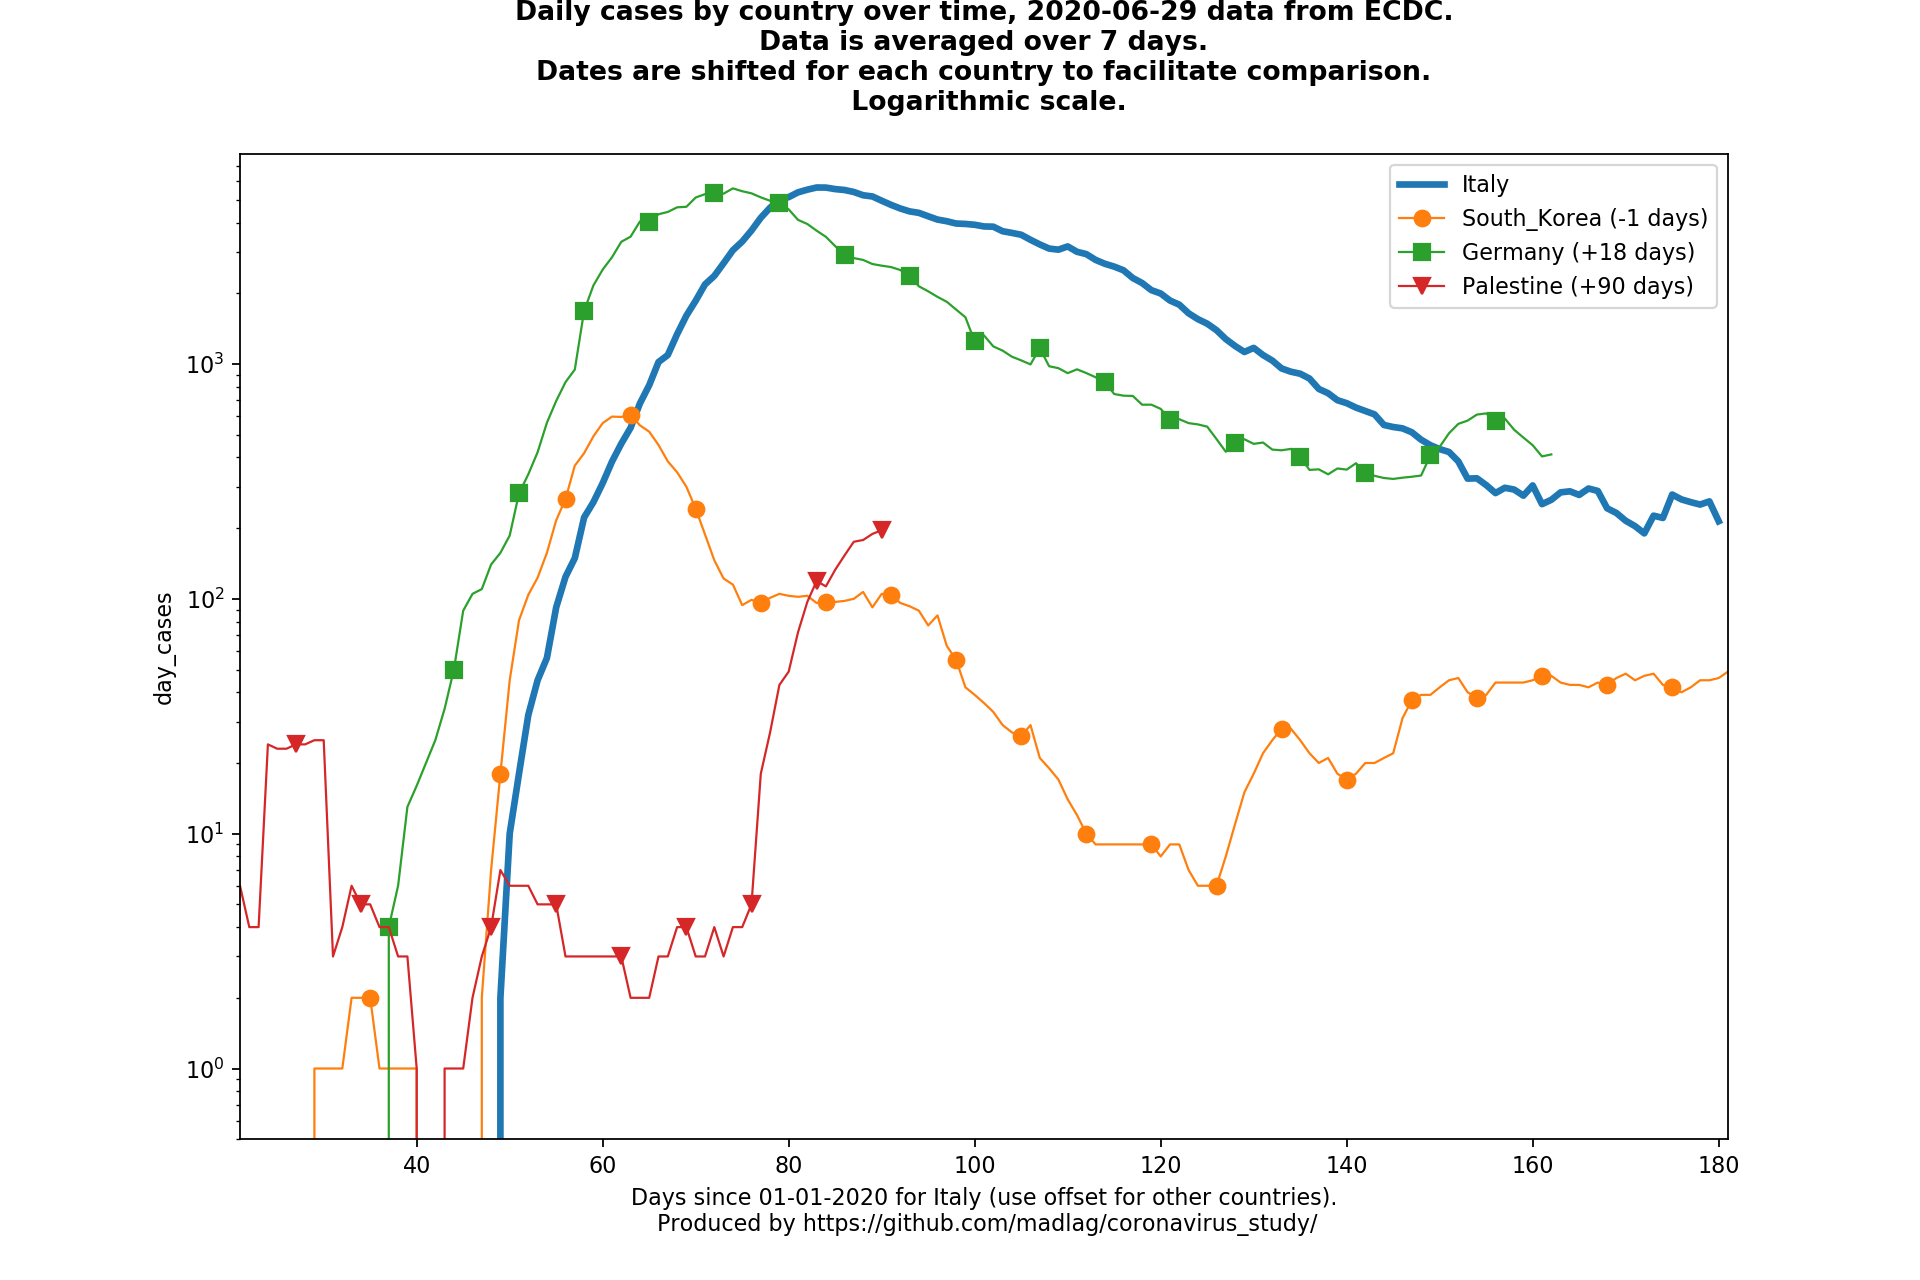 Daily cases by country over time, 2020-06-29 data from ECDC.
Data is averaged over 7 days.
Dates are shifted for each country to facilitate comparison.
Logarithmic scale.
Italy
South_Korea (-1 days)
Germany (+18 days)
Palestine (+90 days)
day_cases
10³
10²
10¹
10⁰
40 60 80 100 120 140 160 180
Days since 01-01-2020 for Italy (use offset for other countries).
Produced by https://github.com/madlag/coronavirus_study/